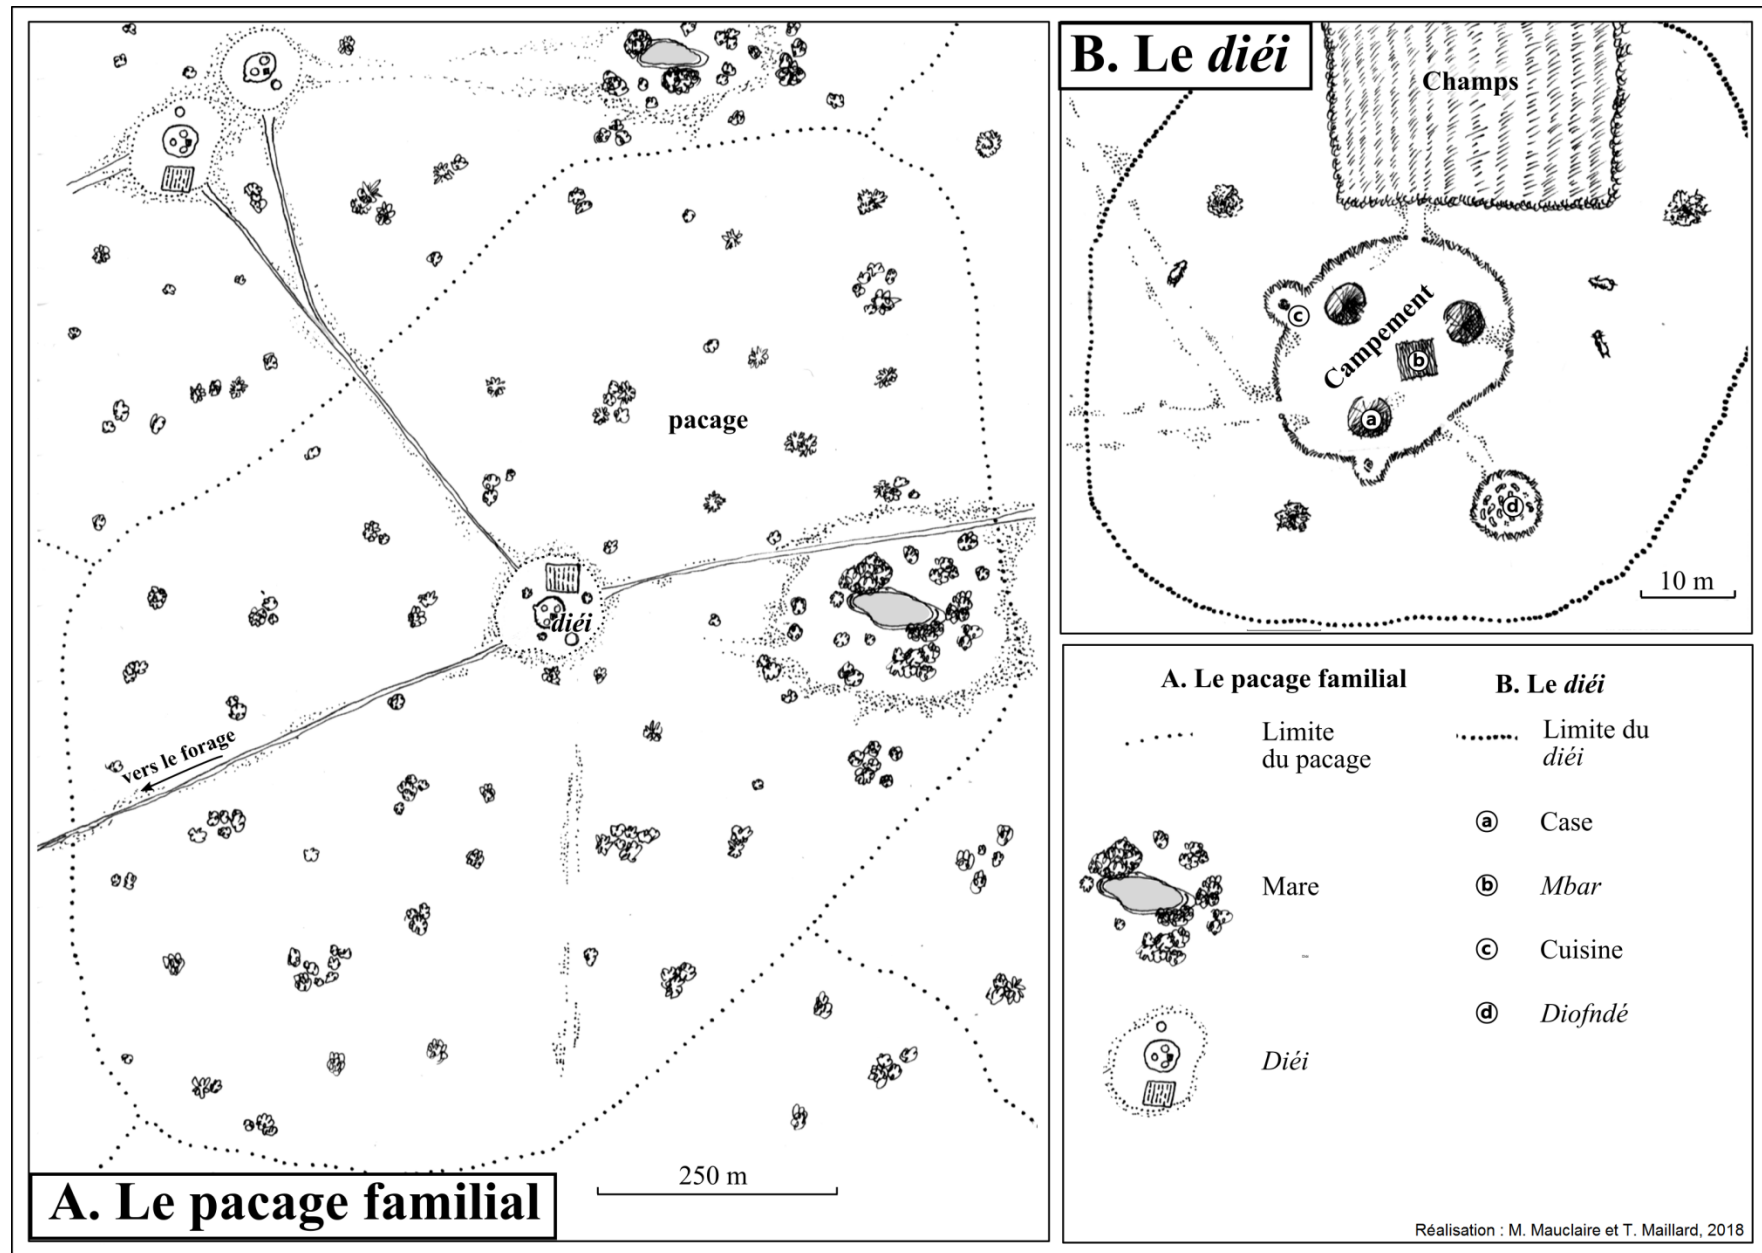 pacage
diéi
vers le forage
250 m
A. Le pacage familial
B. Le diéi
Champs
Campement
c
b
a
d
10 m
A. Le pacage familial
Limite
du pacage
Mare
Diéi
B. Le diéi
Limite du
diéi
a Case
b Mbar
c Cuisine
d Diofndé
Réalisation : M. Mauclaire et T. Maillard, 2018